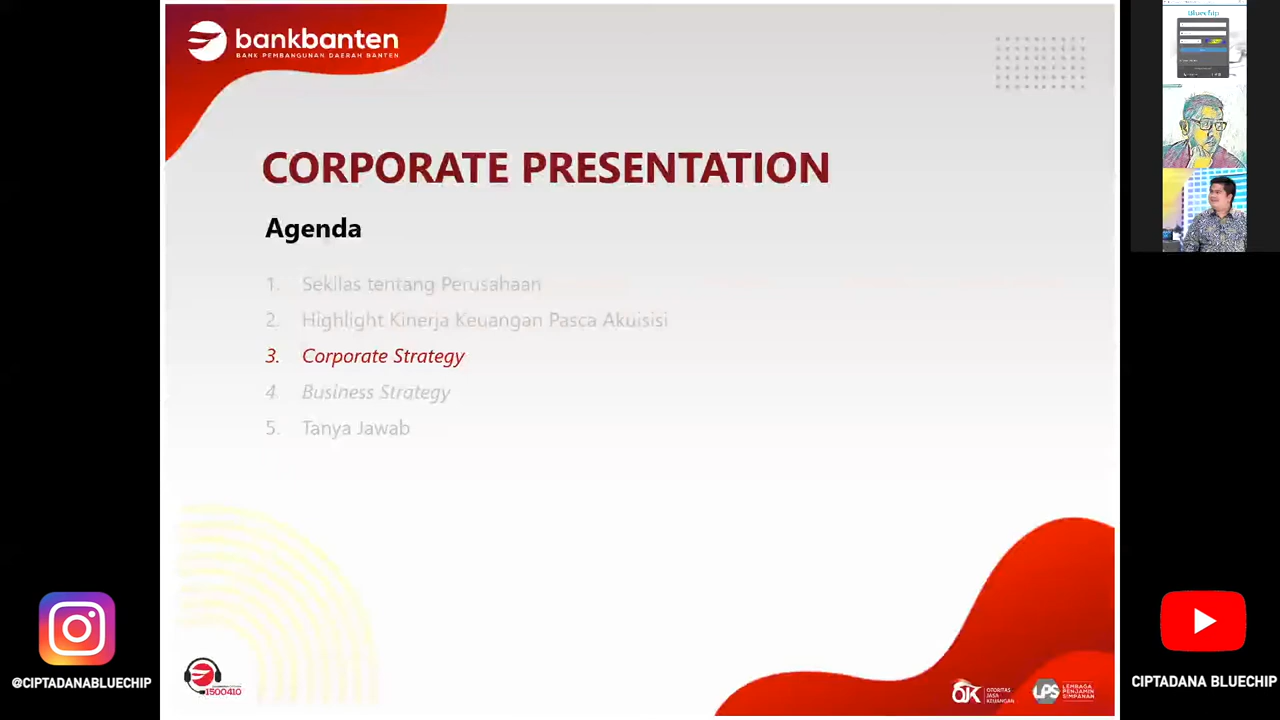 bankbanten
BANK PEMBANGUNAN DAERAH BANTEN
CORPORATE PRESENTATION
Agenda
1. Sekilas tentang Perusahaan
2. Highlight Kinerja Keuangan Pasca Akuisisi
3. Corporate Strategy
4 Business Strategy
5. Tanya Jawab
1500410
OJK OTORITAS JASA KEUANGAN
LPS LEMBAGA PENJAMIN SIMPANAN
Bluechip
@CIPTADANABLUECHIP
CIPTADANA BLUECHIP